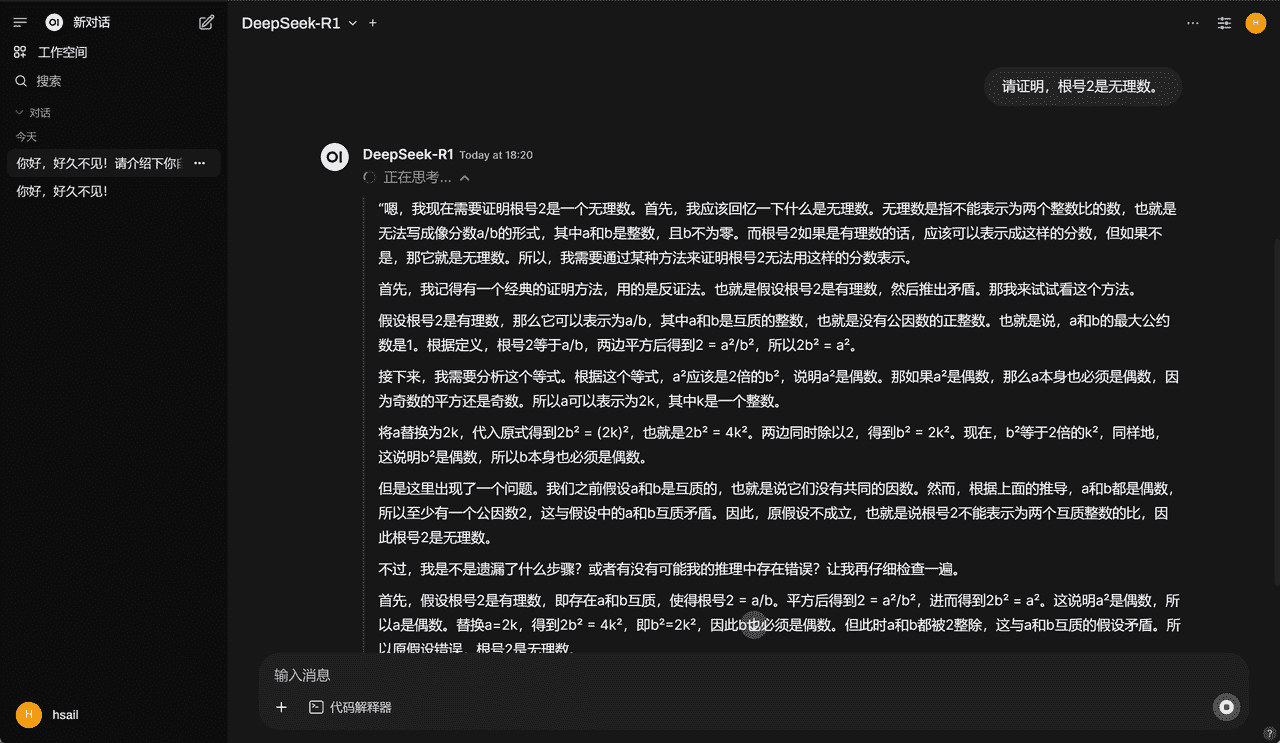 OI 新对话
工作空间
搜索
对话
今天
你好，好久不见！请介绍下你自
你好，好久不见！
H hsail
DeepSeek-R1
H
请证明，根号2是无理数。
OI DeepSeek-R1 Today at 18:20
正在思考...
“嗯，我现在需要证明根号2是一个无理数。首先，我应该回忆一下什么是无理数。无理数是指不能表示为两个整数比的数，也就是
无法写成像分数a/b的形式，其中a和b是整数，且b不为零。而根号2如果是有理数的话，应该可以表示成这样的分数，但如果不
是，那它就是无理数。所以，我需要通过某种方法来证明根号2无法用这样的分数表示。
首先，我记得有一个经典的证明方法，用的是反证法。也就是假设根号2是有理数，然后推出矛盾。那我来试试看这个方法。
假设根号2是有理数，那么它可以表示为a/b，其中a和b是互质的整数，也就是没有公因数的正整数。也就是说，a和b的最大公约
数是1。根据定义，根号2等于a/b，两边平方后得到2 = a²/b²，所以2b² = a²。
接下来，我需要分析这个等式。根据这个等式，a²应该是2倍的b²，说明a²是偶数。那如果a²是偶数，那么a本身也必须是偶数，因
为奇数的平方还是奇数。所以a可以表示为2k，其中k是一个整数。
将a替换为2k，代入原式得到2b² = (2k)²，也就是2b² = 4k²。两边同时除以2，得到b² = 2k²。现在，b²等于2倍的k²，同样地，
这说明b²是偶数，所以b本身也必须是偶数。
但是这里出现了一个问题。我们之前假设a和b是互质的，也就是说它们没有共同的因数。然而，根据上面的推导，a和b都是偶数，
所以至少有一个公因数2，这与假设中的a和b互质矛盾。因此，原假设不成立，也就是说根号2不能表示为两个互质整数的比，因
此根号2是无理数。
不过，我是不是遗漏了什么步骤？或者有没有可能我的推理中存在错误？让我再仔细检查一遍。
首先，假设根号2是有理数，即存在a和b互质，使得根号2 = a/b。平方后得到2 = a²/b²，进而得到2b² = a²。这说明a²是偶数，所
以a是偶数。替换a=2k，得到2b² = 4k²，即b²=2k²，因此b也必须是偶数。但此时a和b都被2整除，这与a和b互质的假设矛盾。所
以原假设错误，根号2是无理数。
输入消息
代码解释器
?